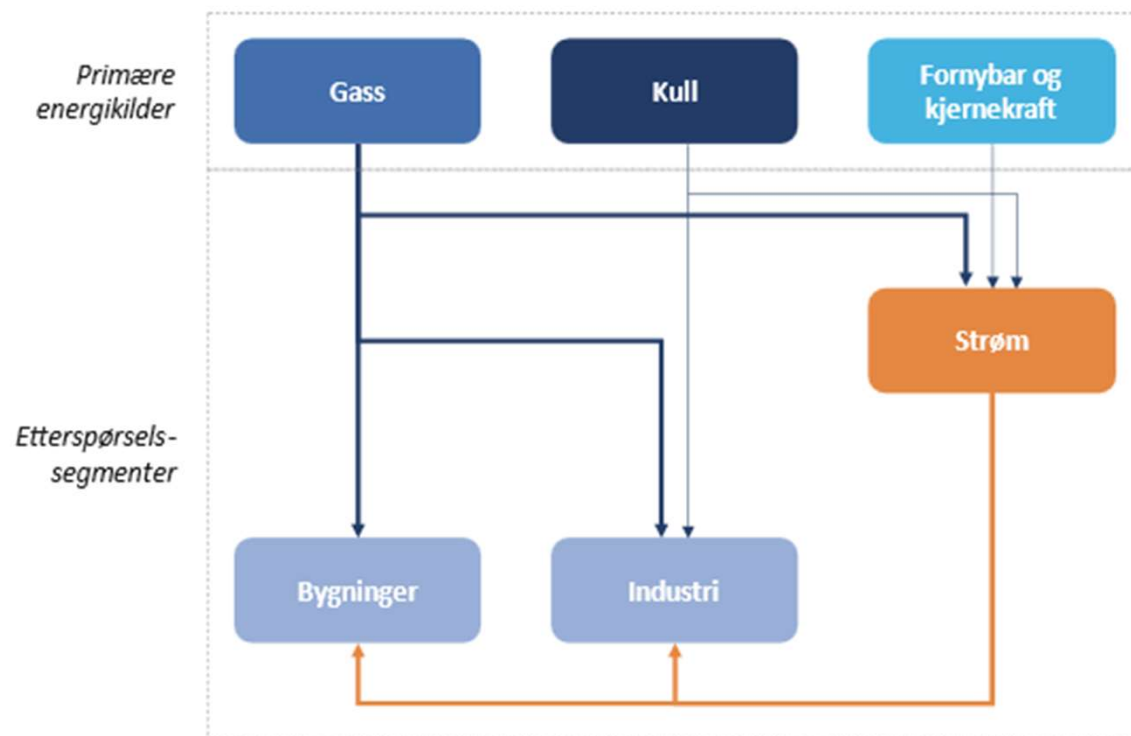 Primære
energikilder
Gass
Kull
Fornybar og
kjernekraft
Strøm
Etterspørsels-
segmenter
Bygninger
Industri